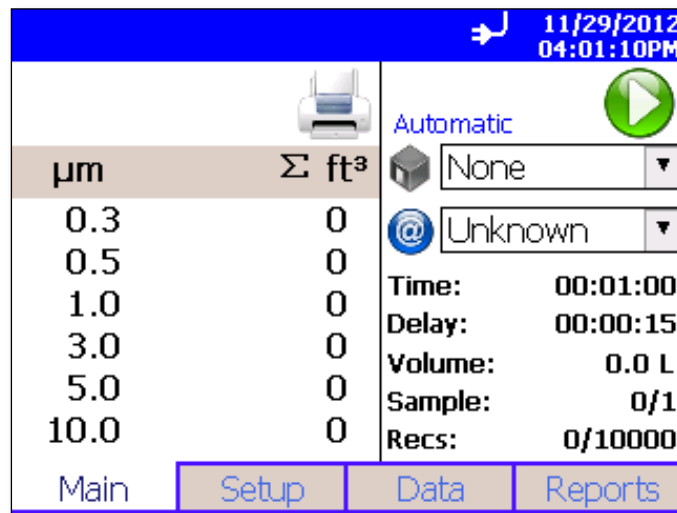 11/29/2012
04:01:10PM
Automatic
µm Σ ft³
None
0.3 0
Unknown
0.5 0
1.0 0
3.0 0
5.0 0
10.0 0
Time: 00:01:00
Delay: 00:00:15
Volume: 0.0 L
Sample: 0/1
Recs: 0/10000
Main Setup Data Reports